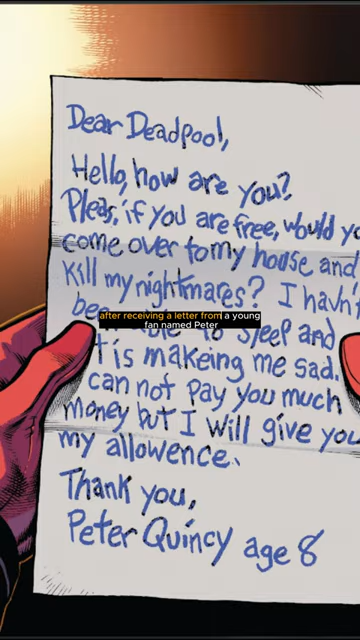 Dear Deadpool,
Hello, how are you?
Pleas, if you are free, would yo
come over to my house and
kill my nightmares? I havn't
after receiving a letter from a young
fan named Peter
to sleep and
t is makeing me sad.
can not pay you much
money but I will give you
my allowence.
Thank you,
Peter Quincy age 8